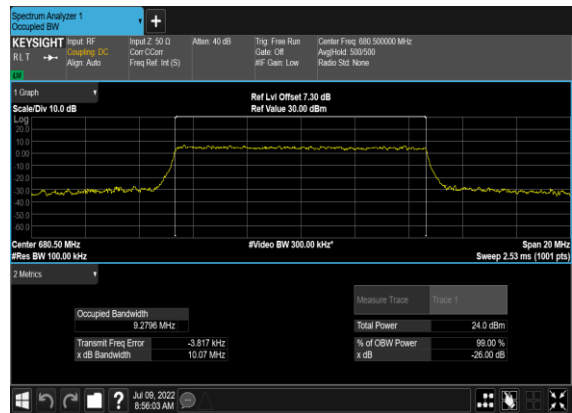 Spectrum Analyzer 1
Occupied BW
KEYSIGHT Input: RF Input Z: 50 Ω Atten: 40 dB Trig: Free Run Center Freq: 680.500000 MHz
RLT Coupling: DC Corr CCorr Gate: Off Avg|Hold: 500/500
Align: Auto Freq Ref: Int (S) #IF Gain: Low Radio Std: None
LW
1 Graph
Ref Lvl Offset 7.30 dB
Scale/Div 10.0 dB Ref Value 30.00 dBm
Log
20.0
10.0
0.00
-10.0
-20.0
-30.0
-40.0
-50.0
-60.0
Center 680.50 MHz #Video BW 300.00 kHz* Span 20 MHz
#Res BW 100.00 kHz Sweep 2.53 ms (1001 pts)
2 Metrics
Measure Trace Trace 1
Occupied Bandwidth
9.2796 MHz Total Power 24.0 dBm
Transmit Freq Error -3.817 kHz % of OBW Power 99.00 %
x dB Bandwidth 10.07 MHz x dB -26.00 dB
? Jul 09, 2022
8:56:03 AM